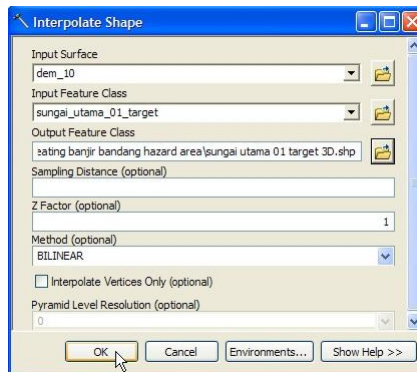 Interpolate Shape
Input Surface
dem_10
Input Feature Class
sungai_utama_01_target
Output Feature Class
eating banjir bandang hazard area\sungai utama 01 target 3D.shp
Sampling Distance (optional)
Z Factor (optional)
1
Method (optional)
BILINEAR
Interpolate Vertices Only (optional)
Pyramid Level Resolution (optional)
0
OK Cancel Environments... Show Help >>